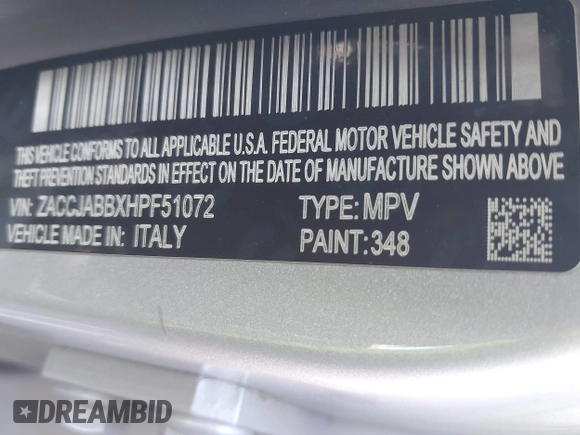 THIS VEHICLE CONFORMS TO ALL APPLICABLE U.S.A. FEDERAL MOTOR VEHICLE SAFETY AND
THEFT PREVENTION STANDARDS IN EFFECT ON THE DATE OF MANUFACTURE SHOWN ABOVE
VIN: ZACCJABBXHPF51072 TYPE: MPV
VEHICLE MADE IN: ITALY PAINT: 348
DREAMBID